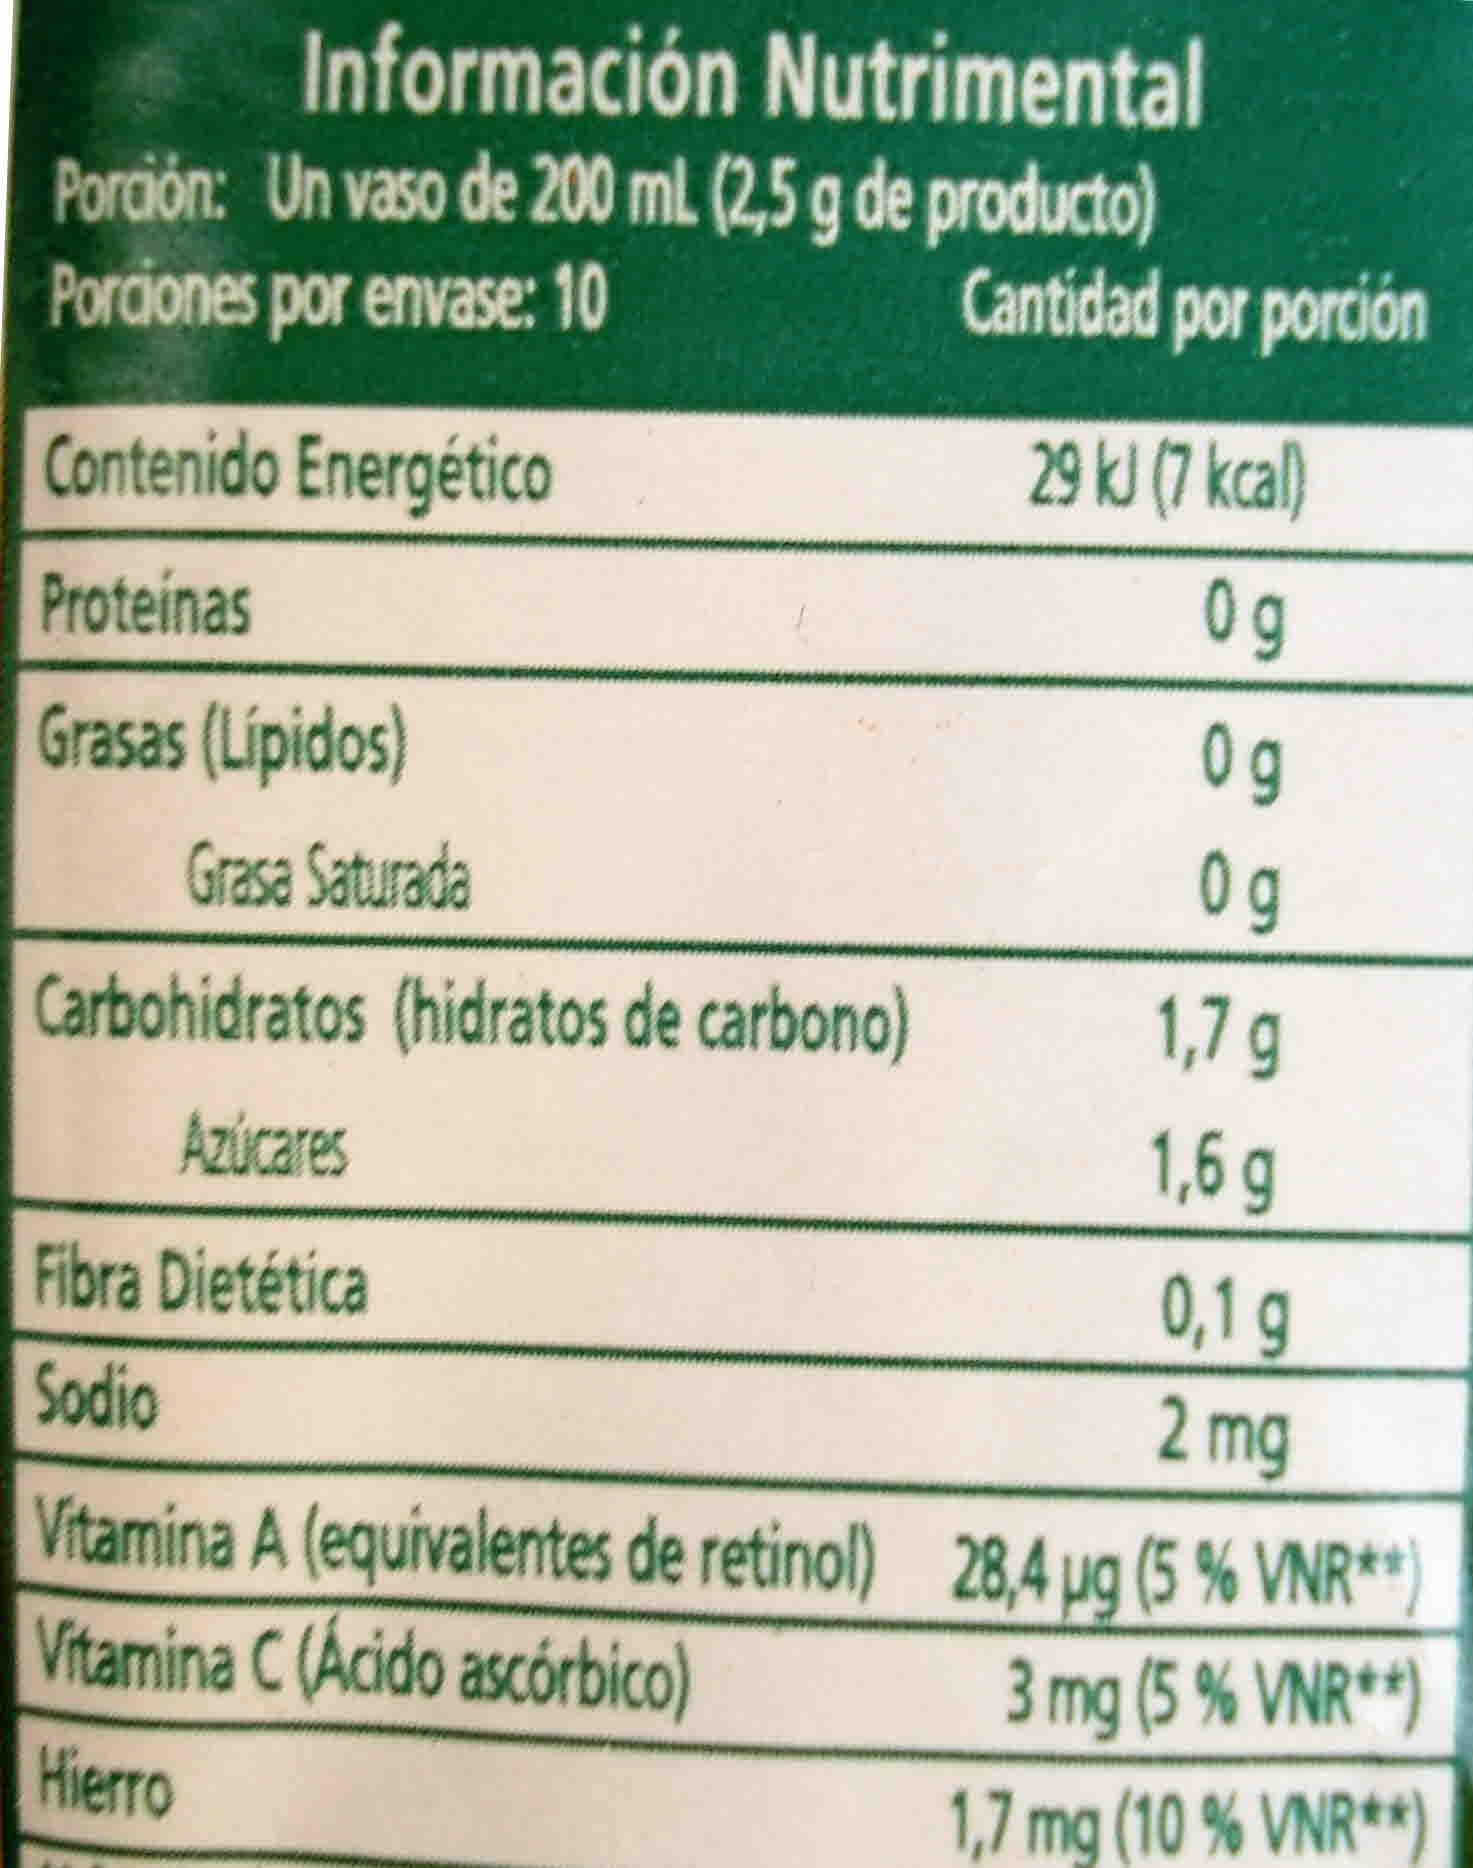 Información Nutrimental
Porción: Un vaso de 200 mL (2,5 g de producto)
Porciones por envase: 10 Cantidad por porción
Contenido Energético 29 kJ (7 kcal)
Proteínas 0 g
Grasas (Lípidos) 0 g
Grasa Saturada 0 g
Carbohidratos (hidratos de carbono) 1,7 g
Azúcares 1,6 g
Fibra Dietética 0,1 g
Sodio 2 mg
Vitamina A (equivalentes de retinol) 28,4 µg (5 % VNR**)
Vitamina C (Ácido ascórbico) 3 mg (5 % VNR**)
Hierro 1,7 mg (10 % VNR**)